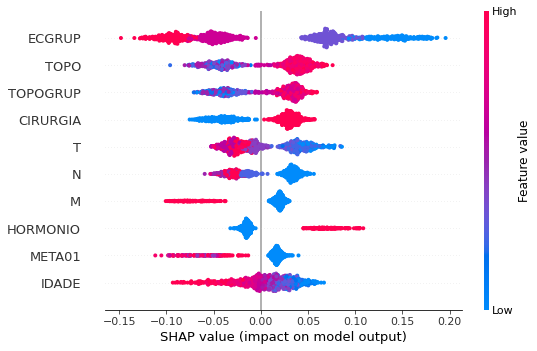 High
ECGRUP
TOPO
TOPOGRUP
CIRURGIA
T
N
M
HORMONIO
META01
IDADE
Feature value
Low
−0.15 −0.10 −0.05 0.00 0.05 0.10 0.15 0.20
SHAP value (impact on model output)